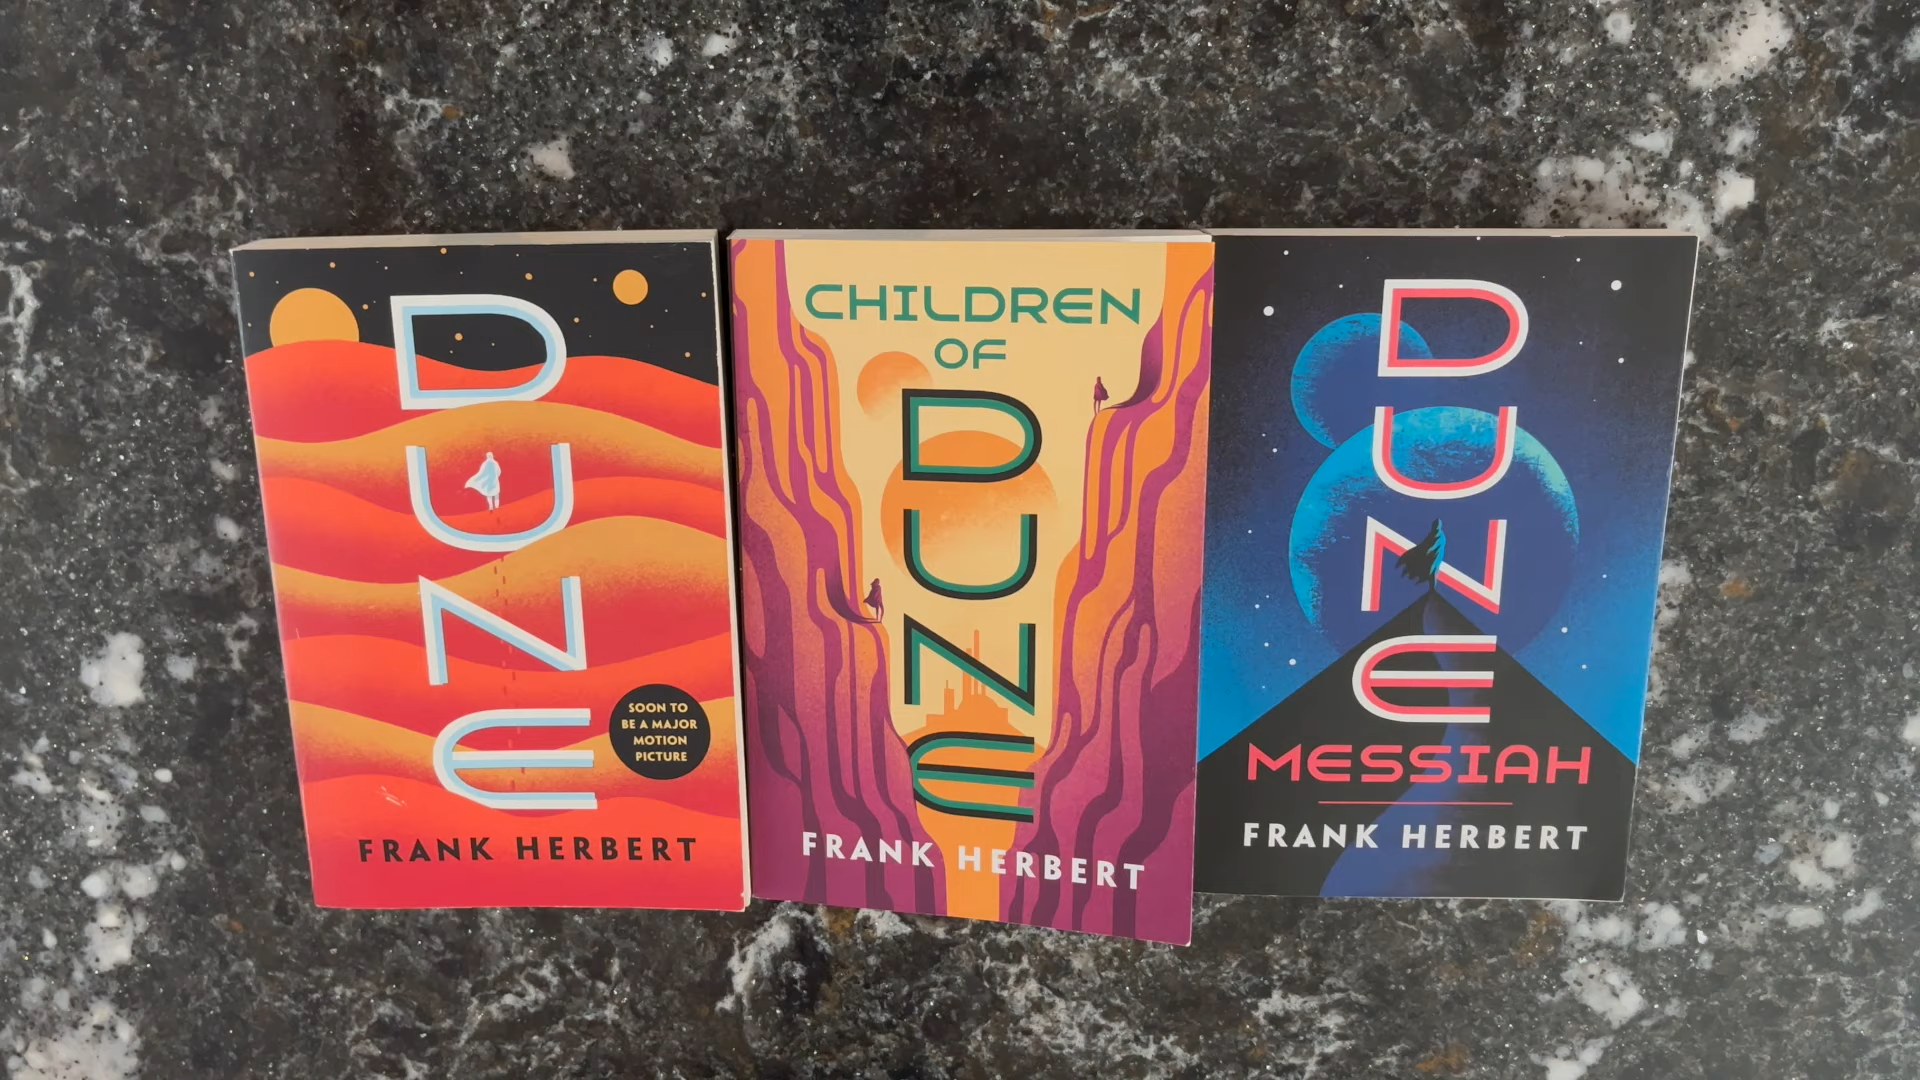 DUNE
SOON TO
BE A MAJOR
MOTION
PICTURE
FRANK HERBERT
CHILDREN
OF
DUNE
FRANK HERBERT
DUNE
MESSIAH
FRANK HERBERT